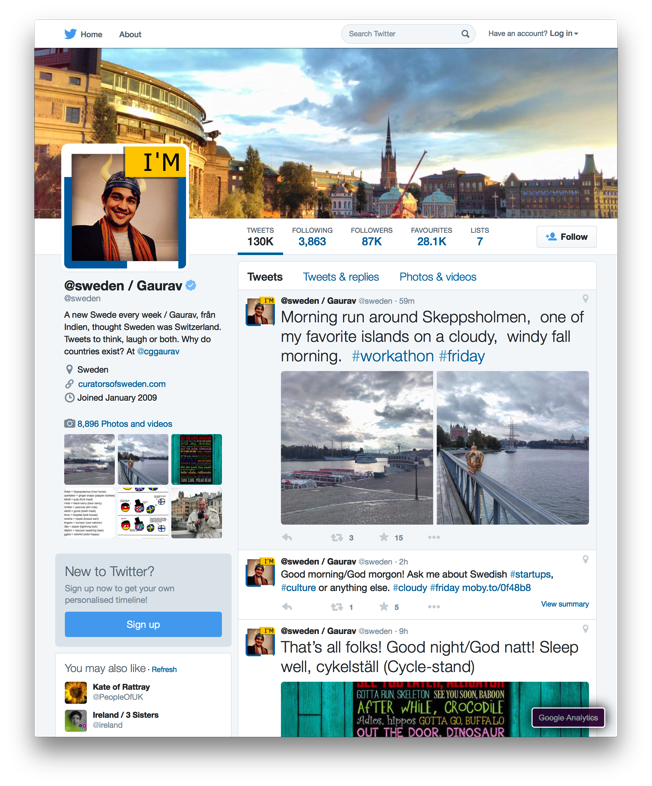 Home About Search Twitter Have an account? Log in
I'M
TWEETS FOLLOWING FOLLOWERS FAVOURITES LISTS
130K 3,863 87K 28.1K 7
Follow
@sweden / Gaurav
@sweden
A new Swede every week / Gaurav, från
Indien, thought Sweden was Switzerland.
Tweets to think, laugh or both. Why do
countries exist? At @cggaurav
Sweden
curatorsofsweden.com
Joined January 2009
8,896 Photos and videos
New to Twitter?
Sign up now to get your own
personalised timeline!
Sign up
You may also like · Refresh
Kate of Rattray
@PeopleOfUK
Ireland / 3 Sisters
@ireland
Tweets Tweets & replies Photos & videos
I'M
@sweden / Gaurav @sweden · 59m
Morning run around Skeppsholmen, one of
my favorite islands on a cloudy, windy fall
morning. #workathon #friday
3 15
I'M
@sweden / Gaurav @sweden · 2h
Good morning/God morgon! Ask me about Swedish #startups,
#culture or anything else. #cloudy #friday moby.to/0f48b8
1 5 View summary
I'M
@sweden / Gaurav @sweden · 9h
That's all folks! Good night/God natt! Sleep
well, cykelställ (Cycle-stand)
SEE YOU LATER, ALLIGATOR
GOTTA RUN, SKELETON SEE YOU SOON, BABOON
AFTER WHILE, CROCODILE
Adios, hippos GOTTA GO, BUFFALO
OUT THE DOOR, DINOSAUR
Google Analytics